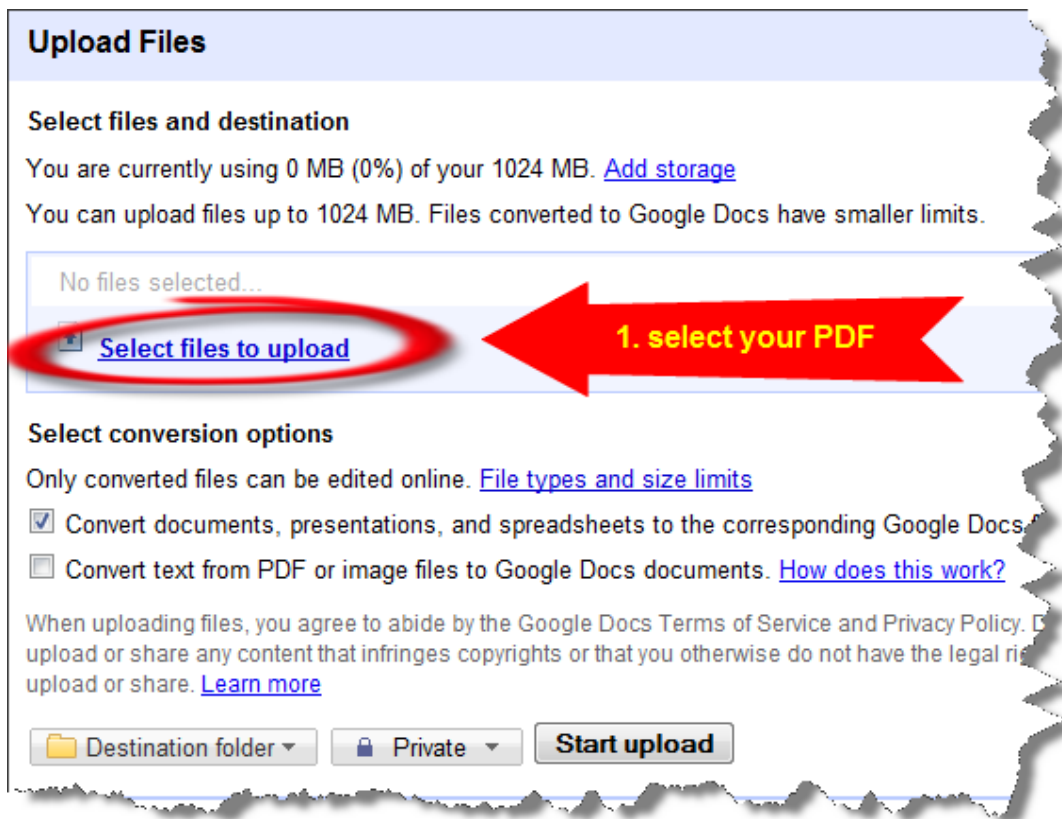 Upload Files
Select files and destination
You are currently using 0 MB (0%) of your 1024 MB. Add storage
You can upload files up to 1024 MB. Files converted to Google Docs have smaller limits.
No files selected...
Select files to upload
1. select your PDF
Select conversion options
Only converted files can be edited online. File types and size limits
Convert documents, presentations, and spreadsheets to the corresponding Google Docs
Convert text from PDF or image files to Google Docs documents. How does this work?
When uploading files, you agree to abide by the Google Docs Terms of Service and Privacy Policy.
upload or share any content that infringes copyrights or that you otherwise do not have the legal
upload or share. Learn more
Destination folder
Private
Start upload